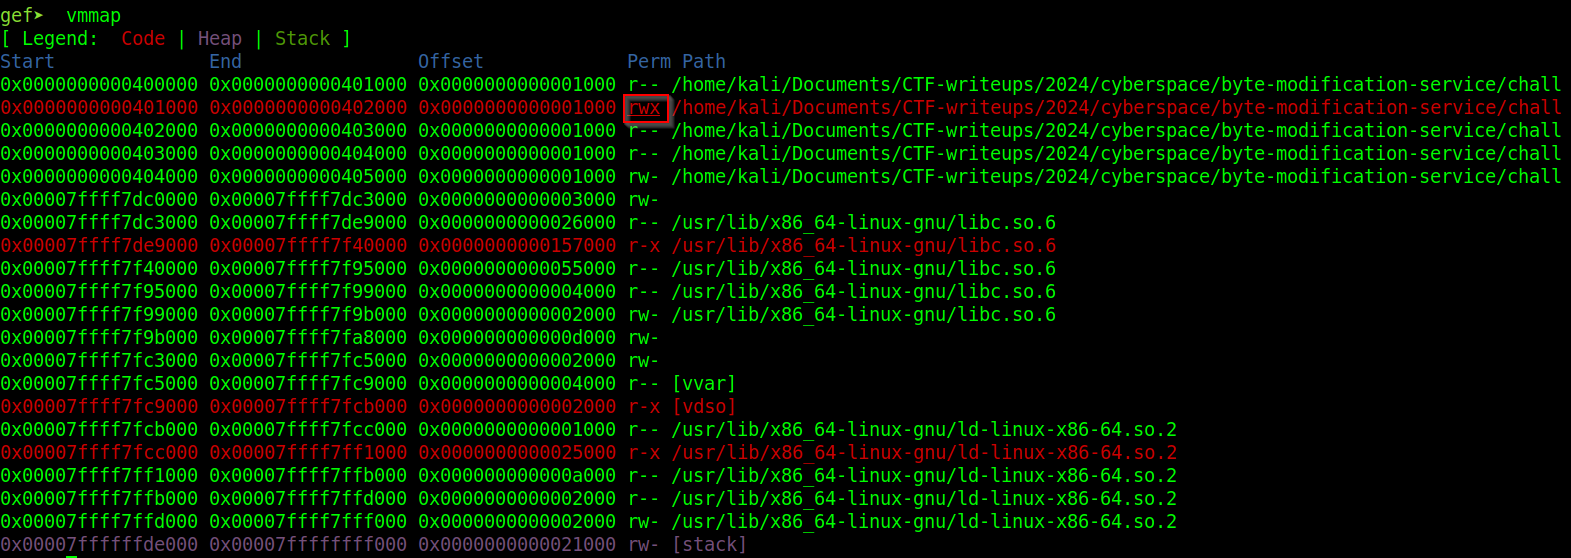 gef➤  vmmap
[ Legend:  Code | Heap | Stack ]
Start              End                Offset             Perm Path
0x0000000000400000 0x0000000000401000 0x0000000000001000 r-- /home/kali/Documents/CTF-writeups/2024/cyberspace/byte-modification-service/chall
0x0000000000401000 0x0000000000402000 0x0000000000001000 rwx /home/kali/Documents/CTF-writeups/2024/cyberspace/byte-modification-service/chall
0x0000000000402000 0x0000000000403000 0x0000000000001000 r-- /home/kali/Documents/CTF-writeups/2024/cyberspace/byte-modification-service/chall
0x0000000000403000 0x0000000000404000 0x0000000000001000 r-- /home/kali/Documents/CTF-writeups/2024/cyberspace/byte-modification-service/chall
0x0000000000404000 0x0000000000405000 0x0000000000001000 rw- /home/kali/Documents/CTF-writeups/2024/cyberspace/byte-modification-service/chall
0x00007ffff7dc0000 0x00007ffff7dc3000 0x0000000000003000 rw-
0x00007ffff7dc3000 0x00007ffff7de9000 0x0000000000026000 r-- /usr/lib/x86_64-linux-gnu/libc.so.6
0x00007ffff7de9000 0x00007ffff7f40000 0x0000000000157000 r-x /usr/lib/x86_64-linux-gnu/libc.so.6
0x00007ffff7f40000 0x00007ffff7f95000 0x0000000000055000 r-- /usr/lib/x86_64-linux-gnu/libc.so.6
0x00007ffff7f95000 0x00007ffff7f99000 0x0000000000004000 r-- /usr/lib/x86_64-linux-gnu/libc.so.6
0x00007ffff7f99000 0x00007ffff7f9b000 0x0000000000002000 rw- /usr/lib/x86_64-linux-gnu/libc.so.6
0x00007ffff7f9b000 0x00007ffff7fa8000 0x000000000000d000 rw-
0x00007ffff7fc3000 0x00007ffff7fc5000 0x0000000000002000 rw-
0x00007ffff7fc5000 0x00007ffff7fc9000 0x0000000000004000 r-- [vvar]
0x00007ffff7fc9000 0x00007ffff7fcb000 0x0000000000002000 r-x [vdso]
0x00007ffff7fcb000 0x00007ffff7fcc000 0x0000000000001000 r-- /usr/lib/x86_64-linux-gnu/ld-linux-x86-64.so.2
0x00007ffff7fcc000 0x00007ffff7ff1000 0x0000000000025000 r-x /usr/lib/x86_64-linux-gnu/ld-linux-x86-64.so.2
0x00007ffff7ff1000 0x00007ffff7ffb000 0x000000000000a000 r-- /usr/lib/x86_64-linux-gnu/ld-linux-x86-64.so.2
0x00007ffff7ffb000 0x00007ffff7ffd000 0x0000000000002000 r-- /usr/lib/x86_64-linux-gnu/ld-linux-x86-64.so.2
0x00007ffff7ffd000 0x00007ffff7fff000 0x0000000000002000 rw- /usr/lib/x86_64-linux-gnu/ld-linux-x86-64.so.2
0x00007ffffffde000 0x00007ffffffff000 0x0000000000021000 rw- [stack]